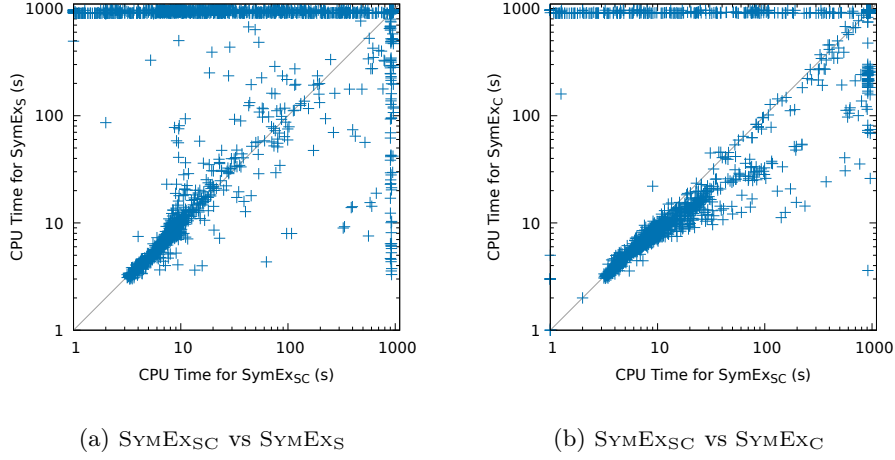 1000
100
10
1
1 10 100 1000
CPU Time for SymEx_S (s)
CPU Time for SymEx_SC (s)
(a) SYMEX_SC vs SYMEX_S
1000
100
10
1
1 10 100 1000
CPU Time for SymEx_C (s)
CPU Time for SymEx_SC (s)
(b) SYMEX_SC vs SYMEX_C